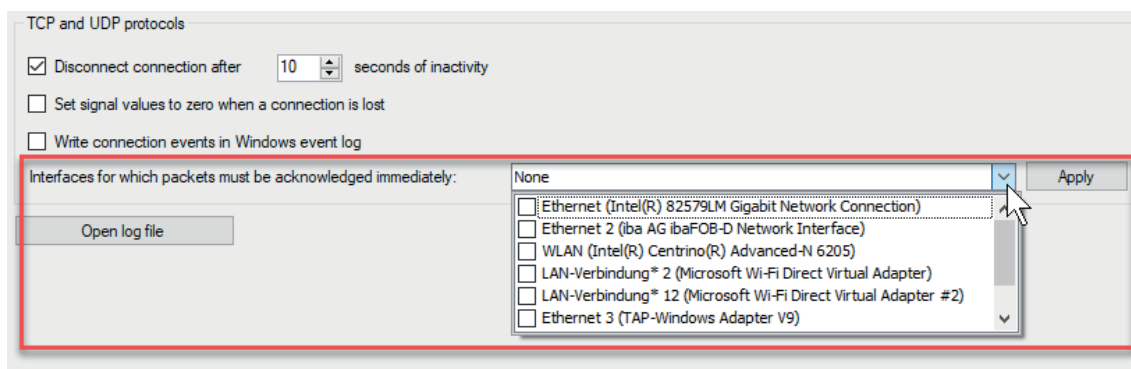 TCP and UDP protocols
Disconnect connection after 10 seconds of inactivity
Set signal values to zero when a connection is lost
Write connection events in Windows event log
Interfaces for which packets must be acknowledged immediately: None Apply
Ethernet (Intel(R) 82579LM Gigabit Network Connection)
Open log file
Ethernet 2 (iba AG ibaFOB-D Network Interface)
WLAN (Intel(R) Centrino(R) Advanced-N 6205)
LAN-Verbindung* 2 (Microsoft Wi-Fi Direct Virtual Adapter)
LAN-Verbindung* 12 (Microsoft Wi-Fi Direct Virtual Adapter #2)
Ethernet 3 (TAP-Windows Adapter V9)